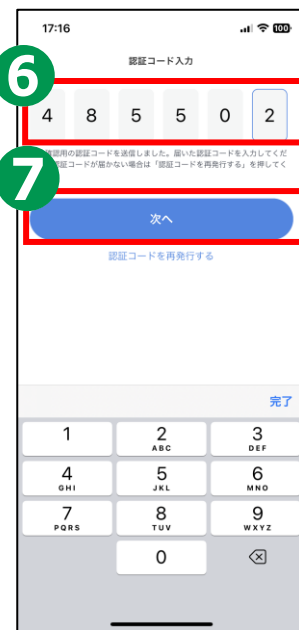 17:16
100
認証コード入力
6
4 8 5 5 0 2
確認用の認証コードを送信しました。届いた認証コードを入力してくだ
証コードが届かない場合は「認証コードを再発行する」を押してく
7
次へ
認証コードを再発行する
完了
1 2 3
ABC DEF
4 5 6
GHI JKL MNO
7 8 9
PQRS TUV WXYZ
0